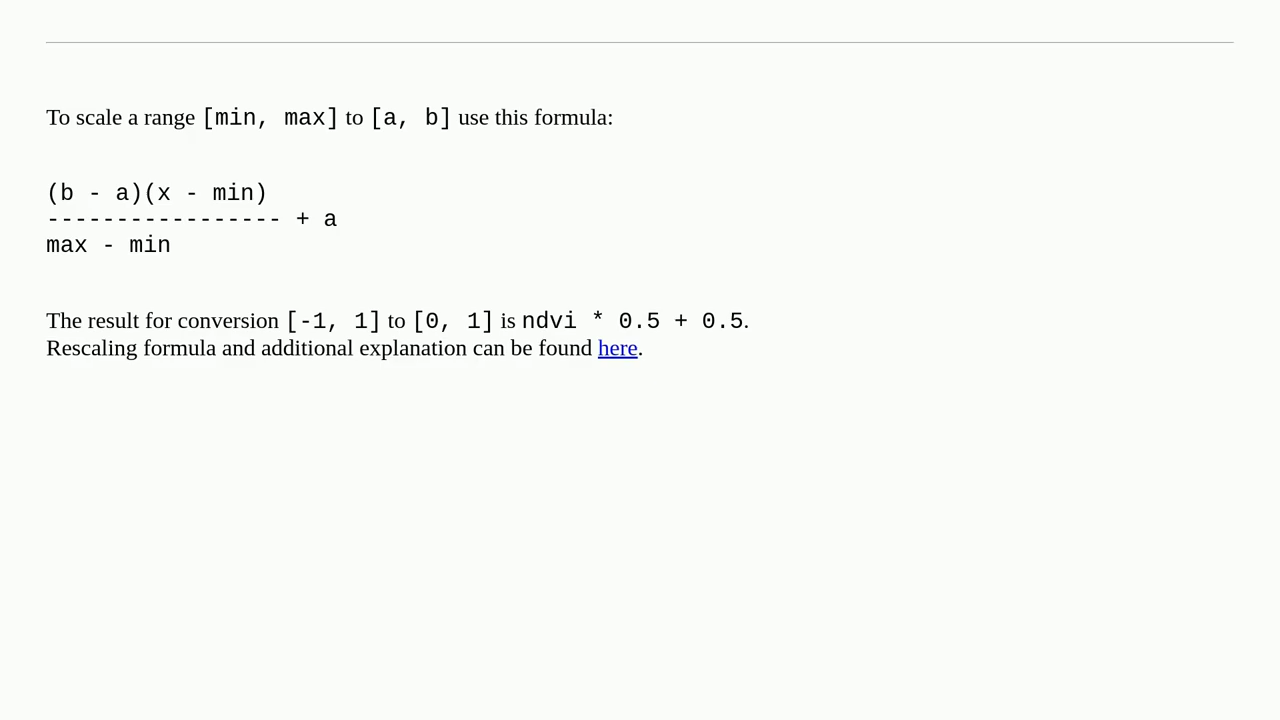 To scale a range [min, max] to [a, b] use this formula:
(b - a)(x - min)
----------------- + a
max - min
The result for conversion [-1, 1] to [0, 1] is ndvi * 0.5 + 0.5.
Rescaling formula and additional explanation can be found here.